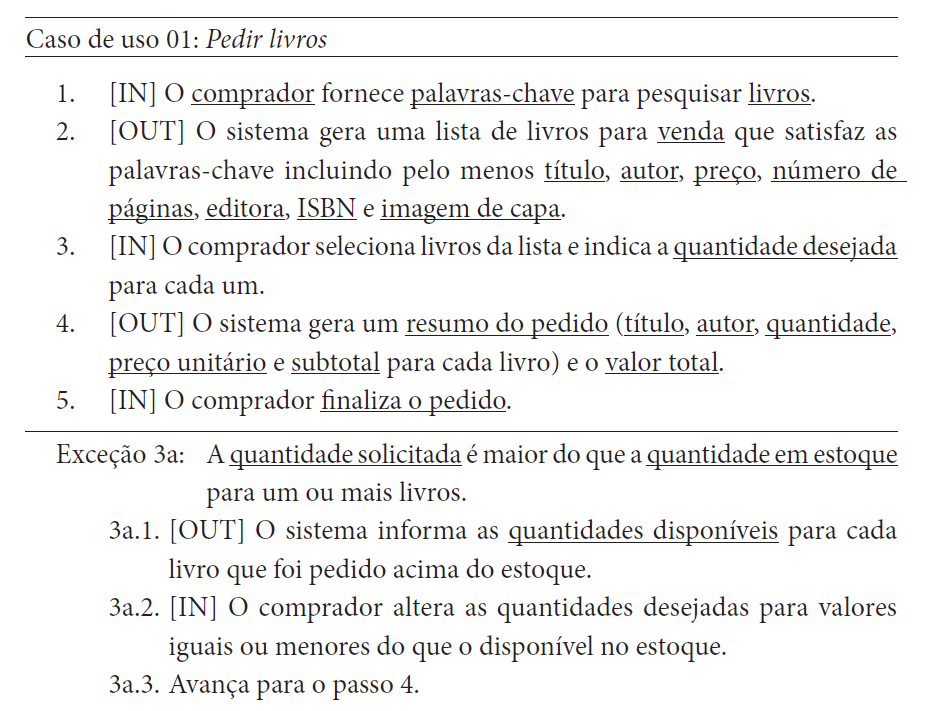 Caso de uso 01: Pedir livros
1. [IN] O comprador fornece palavras-chave para pesquisar livros.
2. [OUT] O sistema gera uma lista de livros para venda que satisfaz as
palavras-chave incluindo pelo menos título, autor, preço, número de
páginas, editora, ISBN e imagem de capa.
3. [IN] O comprador seleciona livros da lista e indica a quantidade desejada
para cada um.
4. [OUT] O sistema gera um resumo do pedido (título, autor, quantidade,
preço unitário e subtotal para cada livro) e o valor total.
5. [IN] O comprador finaliza o pedido.
Exceção 3a: A quantidade solicitada é maior do que a quantidade em estoque
para um ou mais livros.
3a.1. [OUT] O sistema informa as quantidades disponíveis para cada
livro que foi pedido acima do estoque.
3a.2. [IN] O comprador altera as quantidades desejadas para valores
iguais ou menores do que o disponível no estoque.
3a.3. Avança para o passo 4.